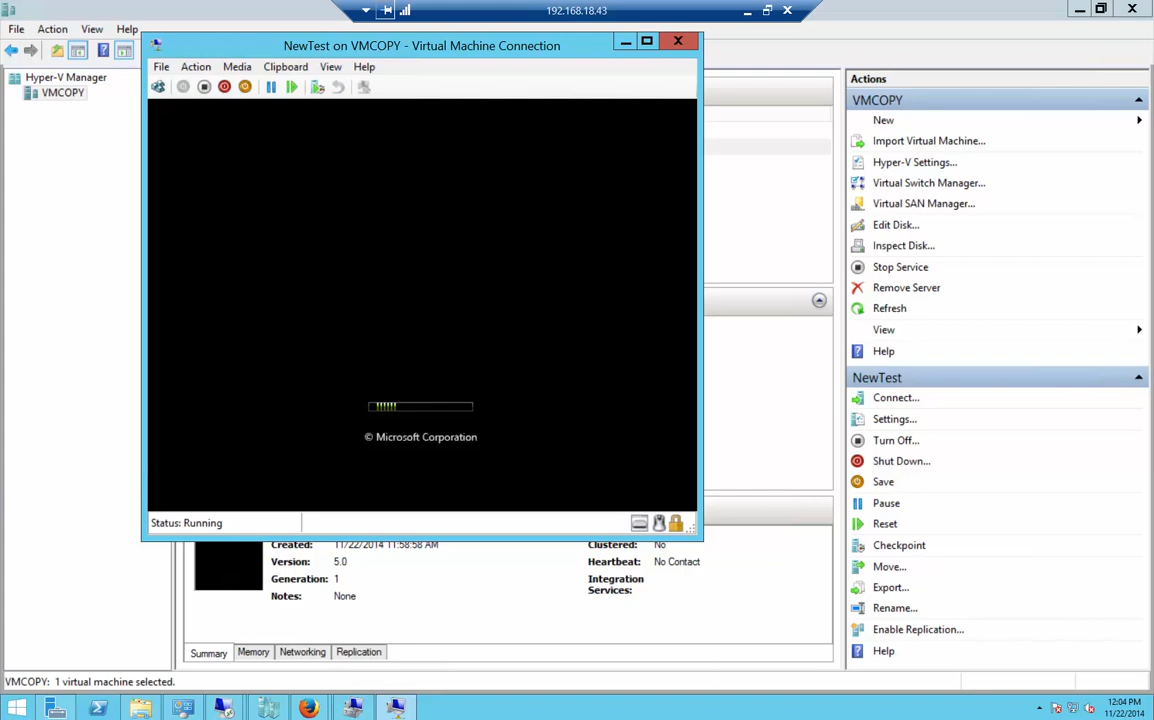 192.168.18.43
File Action View Help
Hyper-V Manager
VMCOPY
NewTest on VMCOPY - Virtual Machine Connection
File Action Media Clipboard View Help
© Microsoft Corporation
Status: Running
Created: 11/22/2014 11:58:58 AM
Version: 5.0
Generation: 1
Notes: None
Clustered: No
Heartbeat: No Contact
Integration
Services:
Summary Memory Networking Replication
Actions
VMCOPY
New
Import Virtual Machine...
Hyper-V Settings...
Virtual Switch Manager...
Virtual SAN Manager...
Edit Disk...
Inspect Disk...
Stop Service
Remove Server
Refresh
View
Help
NewTest
Connect...
Settings...
Turn Off...
Shut Down...
Save
Pause
Reset
Checkpoint
Move...
Export...
Rename...
Enable Replication...
Help
VMCOPY: 1 virtual machine selected.
12:04 PM
11/22/2014